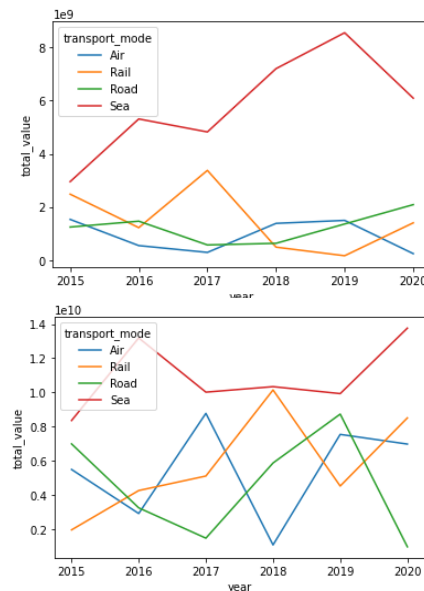 1e9
transport_mode
Air
Rail
Road
Sea
8
6
4
2
0
total_value
2015 2016 2017 2018 2019 2020
year
1e10
transport_mode
Air
Rail
Road
Sea
1.4
1.2
1.0
0.8
0.6
0.4
0.2
total_value
2015 2016 2017 2018 2019 2020
year